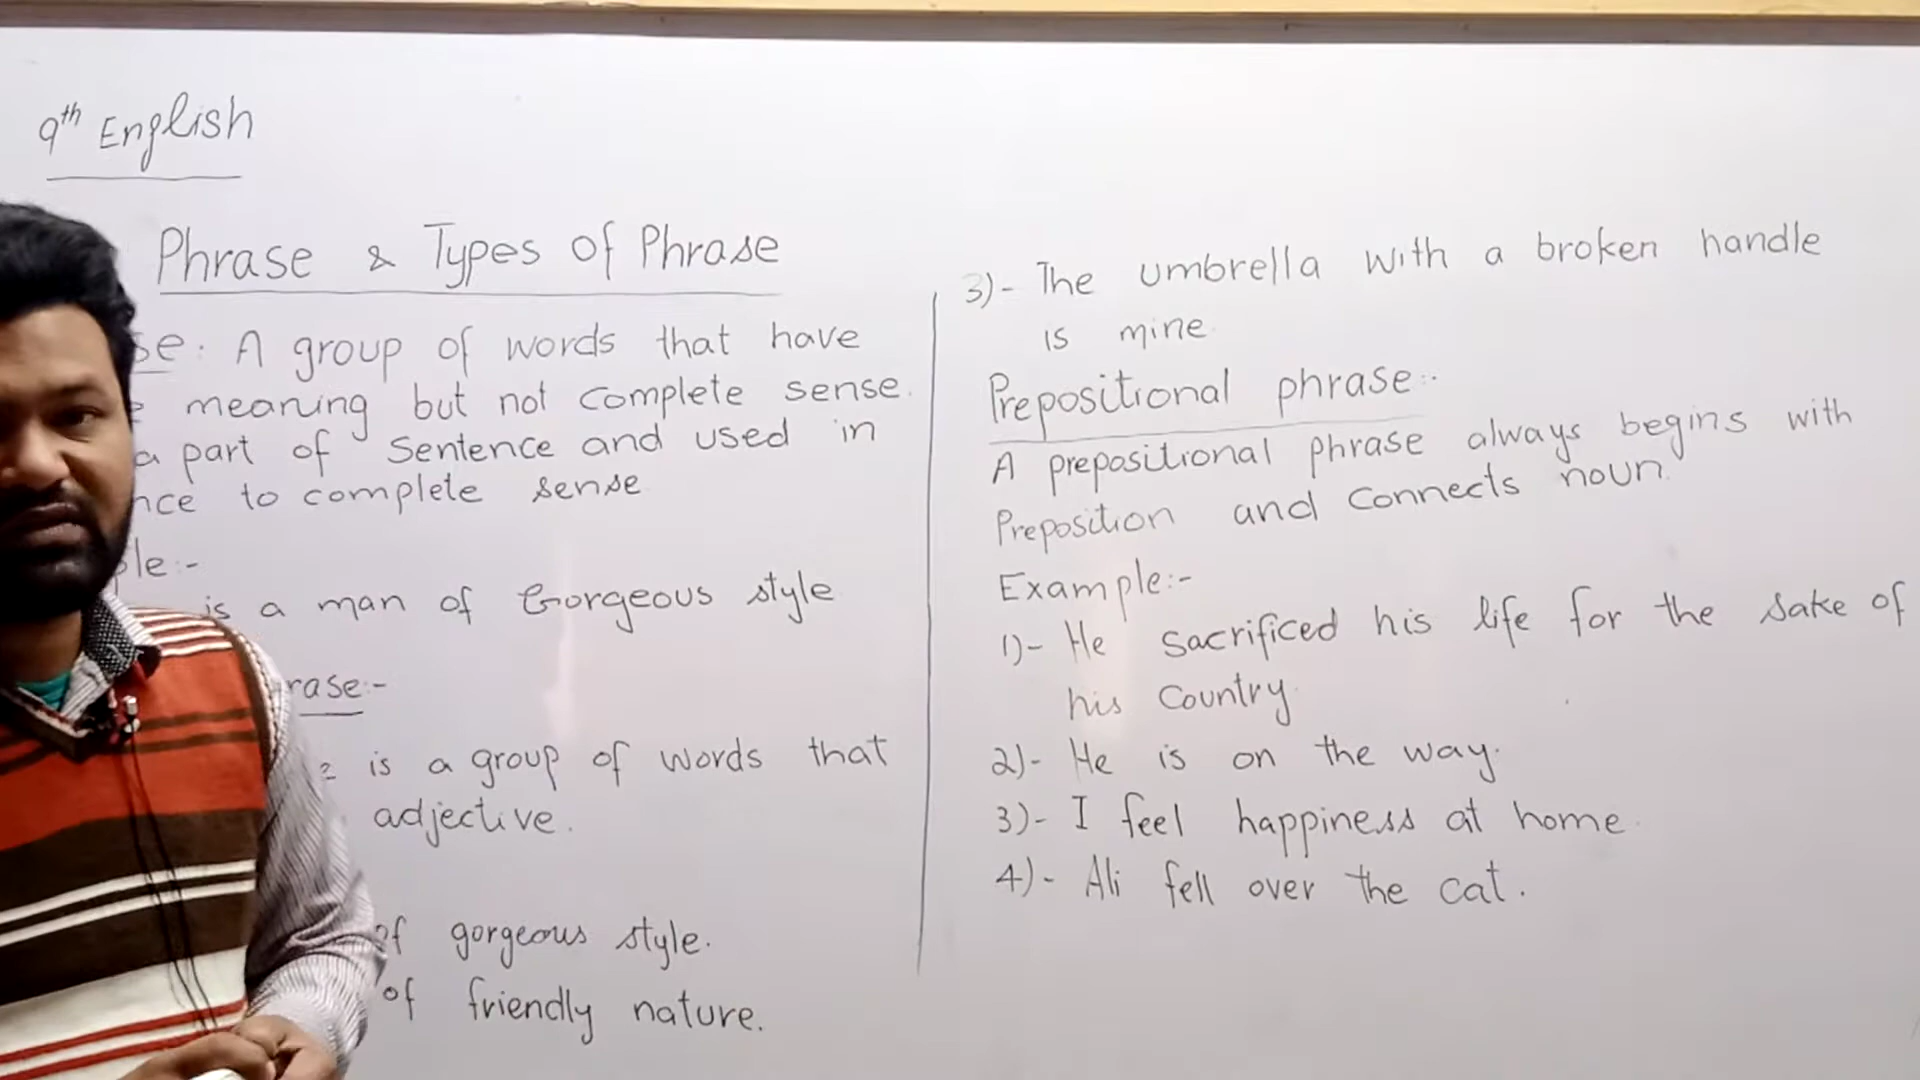 9th English
Phrase & Types of Phrase
se: A group of words that have
meaning but not complete sense.
a part of Sentence and used in
nce to complete sense
ple:-
is a man of Gorgeous style
rase:-
is a group of words that
adjective.
of gorgeous style.
of friendly nature.
3)- The umbrella with a broken handle
is mine.
Prepositional phrase:-
A prepositional phrase always begins with
Preposition and connects noun.
Example:-
1)- He sacrificed his life for the sake of
his Country.
2)- He is on the way.
3)- I feel happiness at home.
4)- Ali fell over the cat.